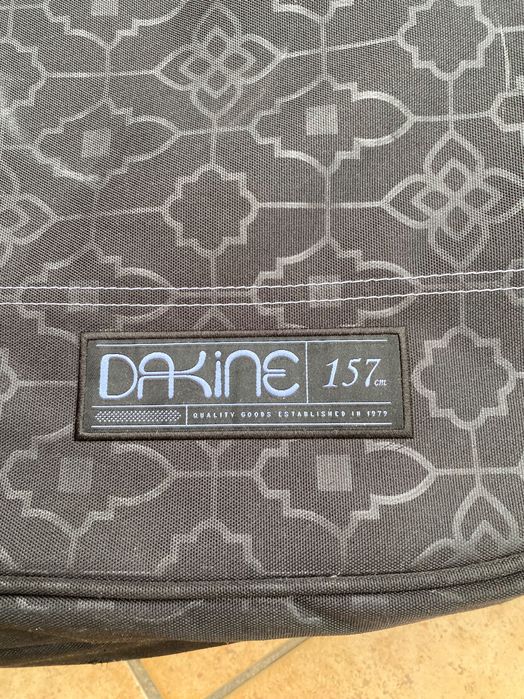 DAKINE 157 cm
QUALITY GOODS ESTABLISHED IN 1979